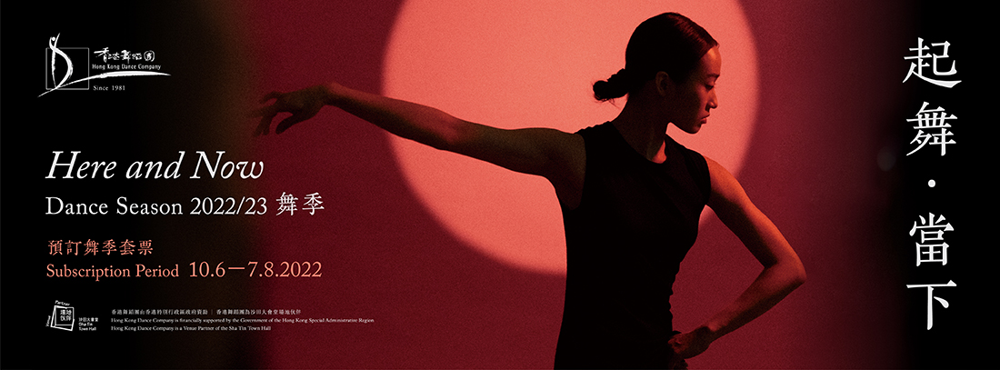 香港舞蹈團
Hong Kong Dance Company
Since 1981
Here and Now
Dance Season 2022/23 舞季
預訂舞季套票
Subscription Period 10.6－7.8.2022
Venue
Partner
場地
伙伴
沙田大會堂
Sha Tin
Town Hall
香港舞蹈團由香港特別行政區政府資助 | 香港舞蹈團為沙田大會堂場地伙伴
Hong Kong Dance Company is financially supported by the Government of the Hong Kong Special Administrative Region
Hong Kong Dance Company is a Venue Partner of the Sha Tin Town Hall
起舞·當下